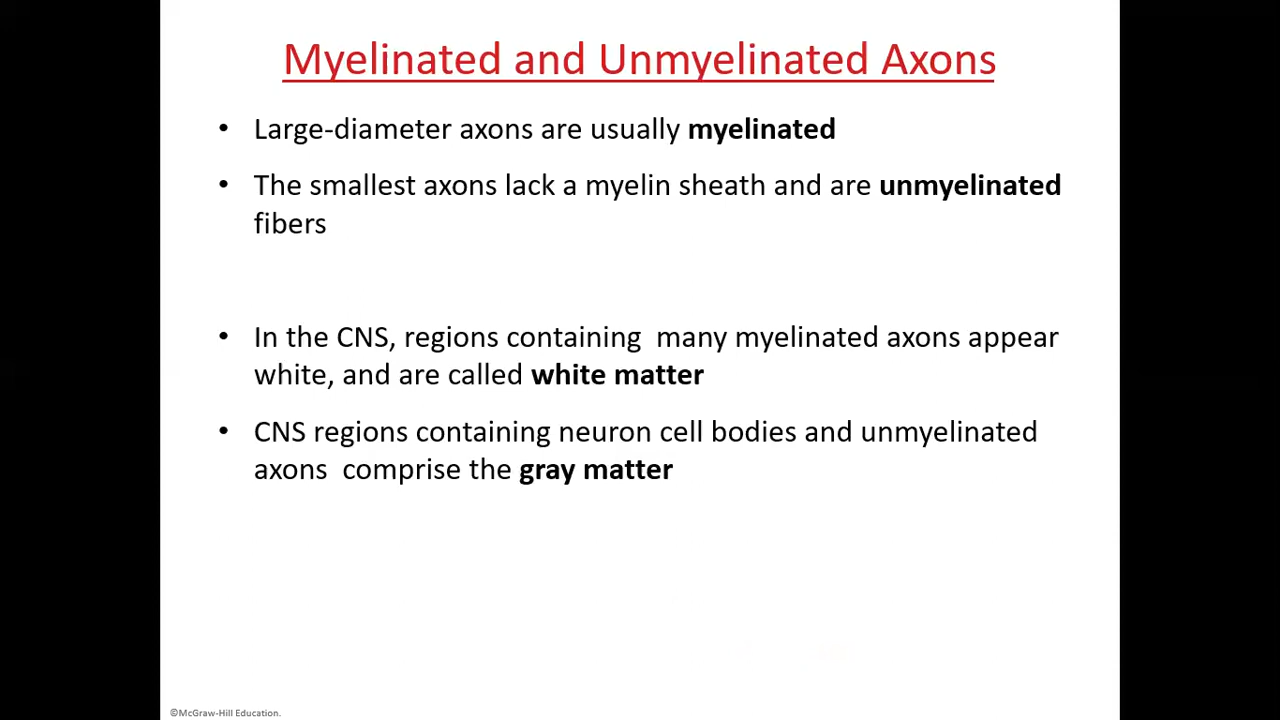 Myelinated and Unmyelinated Axons
• Large-diameter axons are usually myelinated
• The smallest axons lack a myelin sheath and are unmyelinated
fibers
• In the CNS, regions containing  many myelinated axons appear
white, and are called white matter
• CNS regions containing neuron cell bodies and unmyelinated
axons  comprise the gray matter
©McGraw-Hill Education.